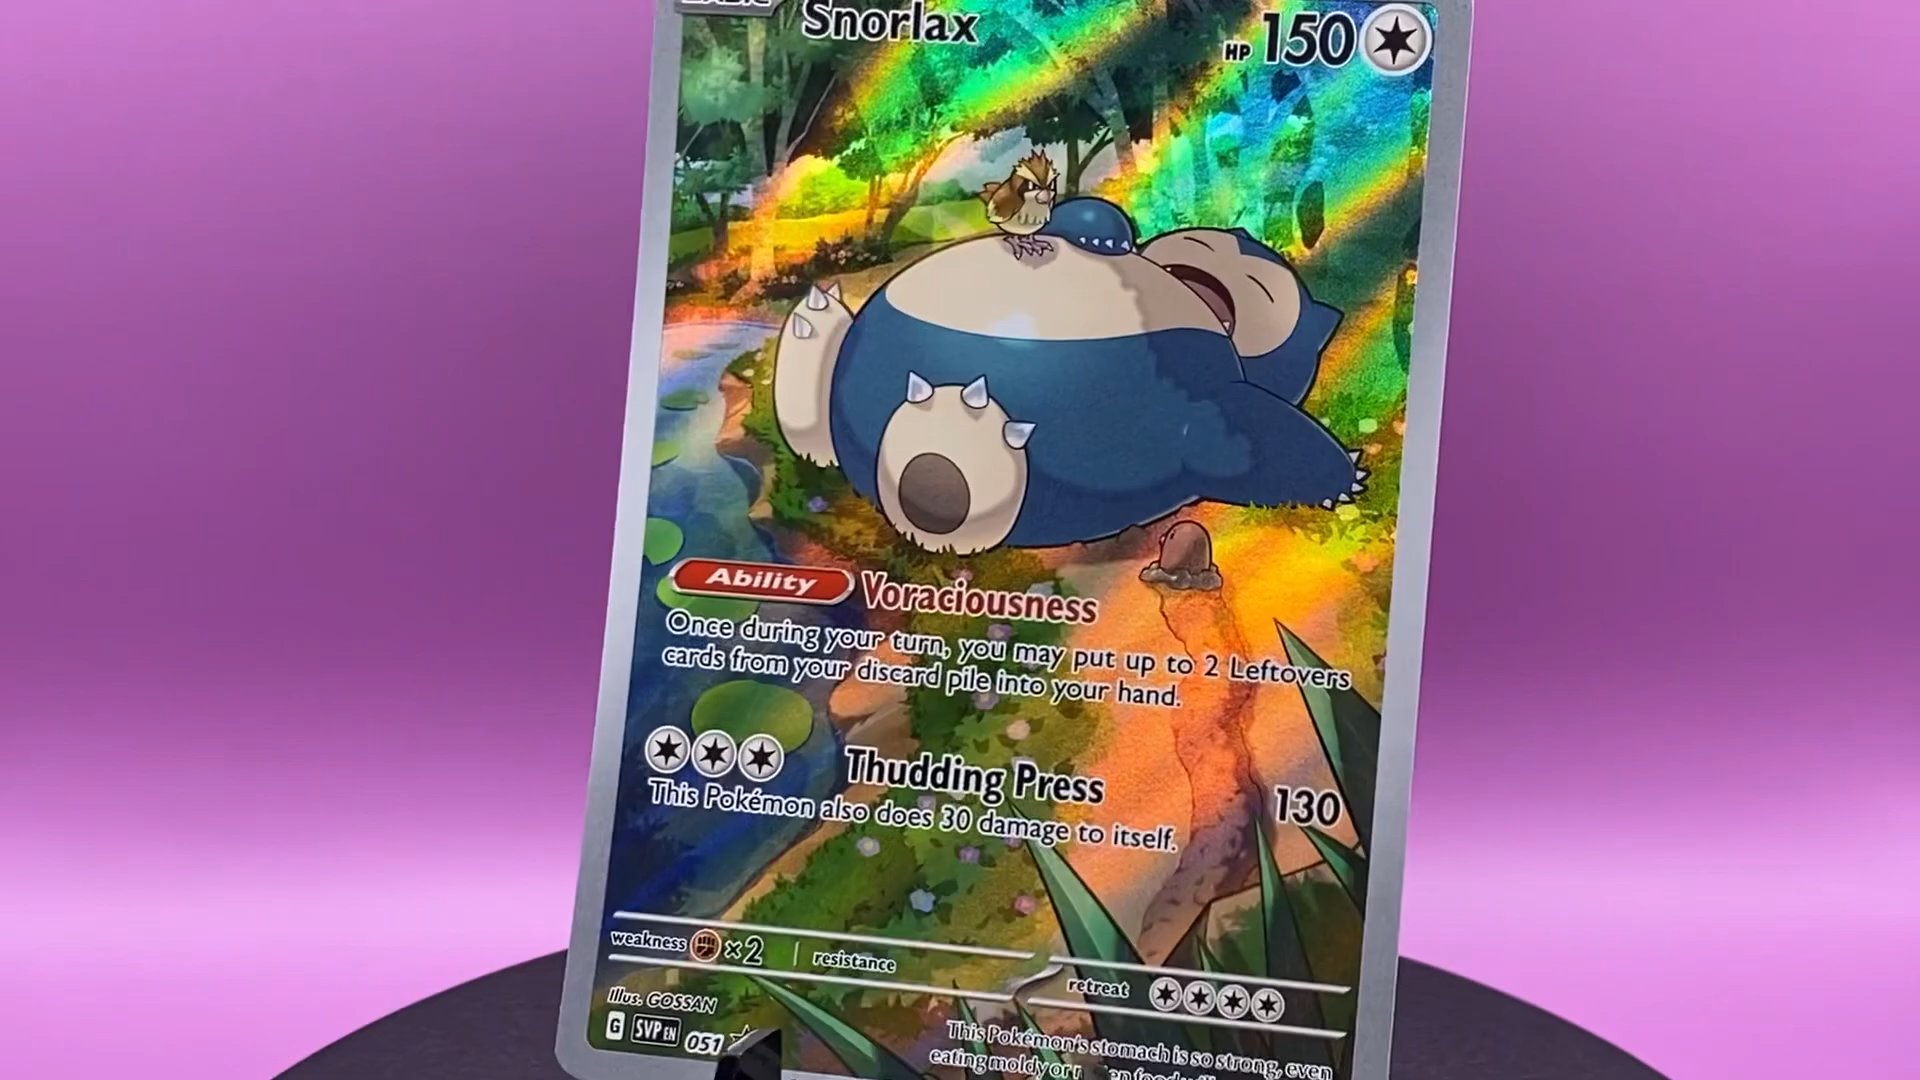 BASIC
Snorlax
HP 150
Ability Voraciousness
Once during your turn, you may put up to 2 Leftovers
cards from your discard pile into your hand.
Thudding Press 130
This Pokémon also does 30 damage to itself.
weakness ×2 resistance
retreat
Illus. GOSSAN
G SVP EN 051
This Pokémon's stomach is so strong, even
eating moldy or